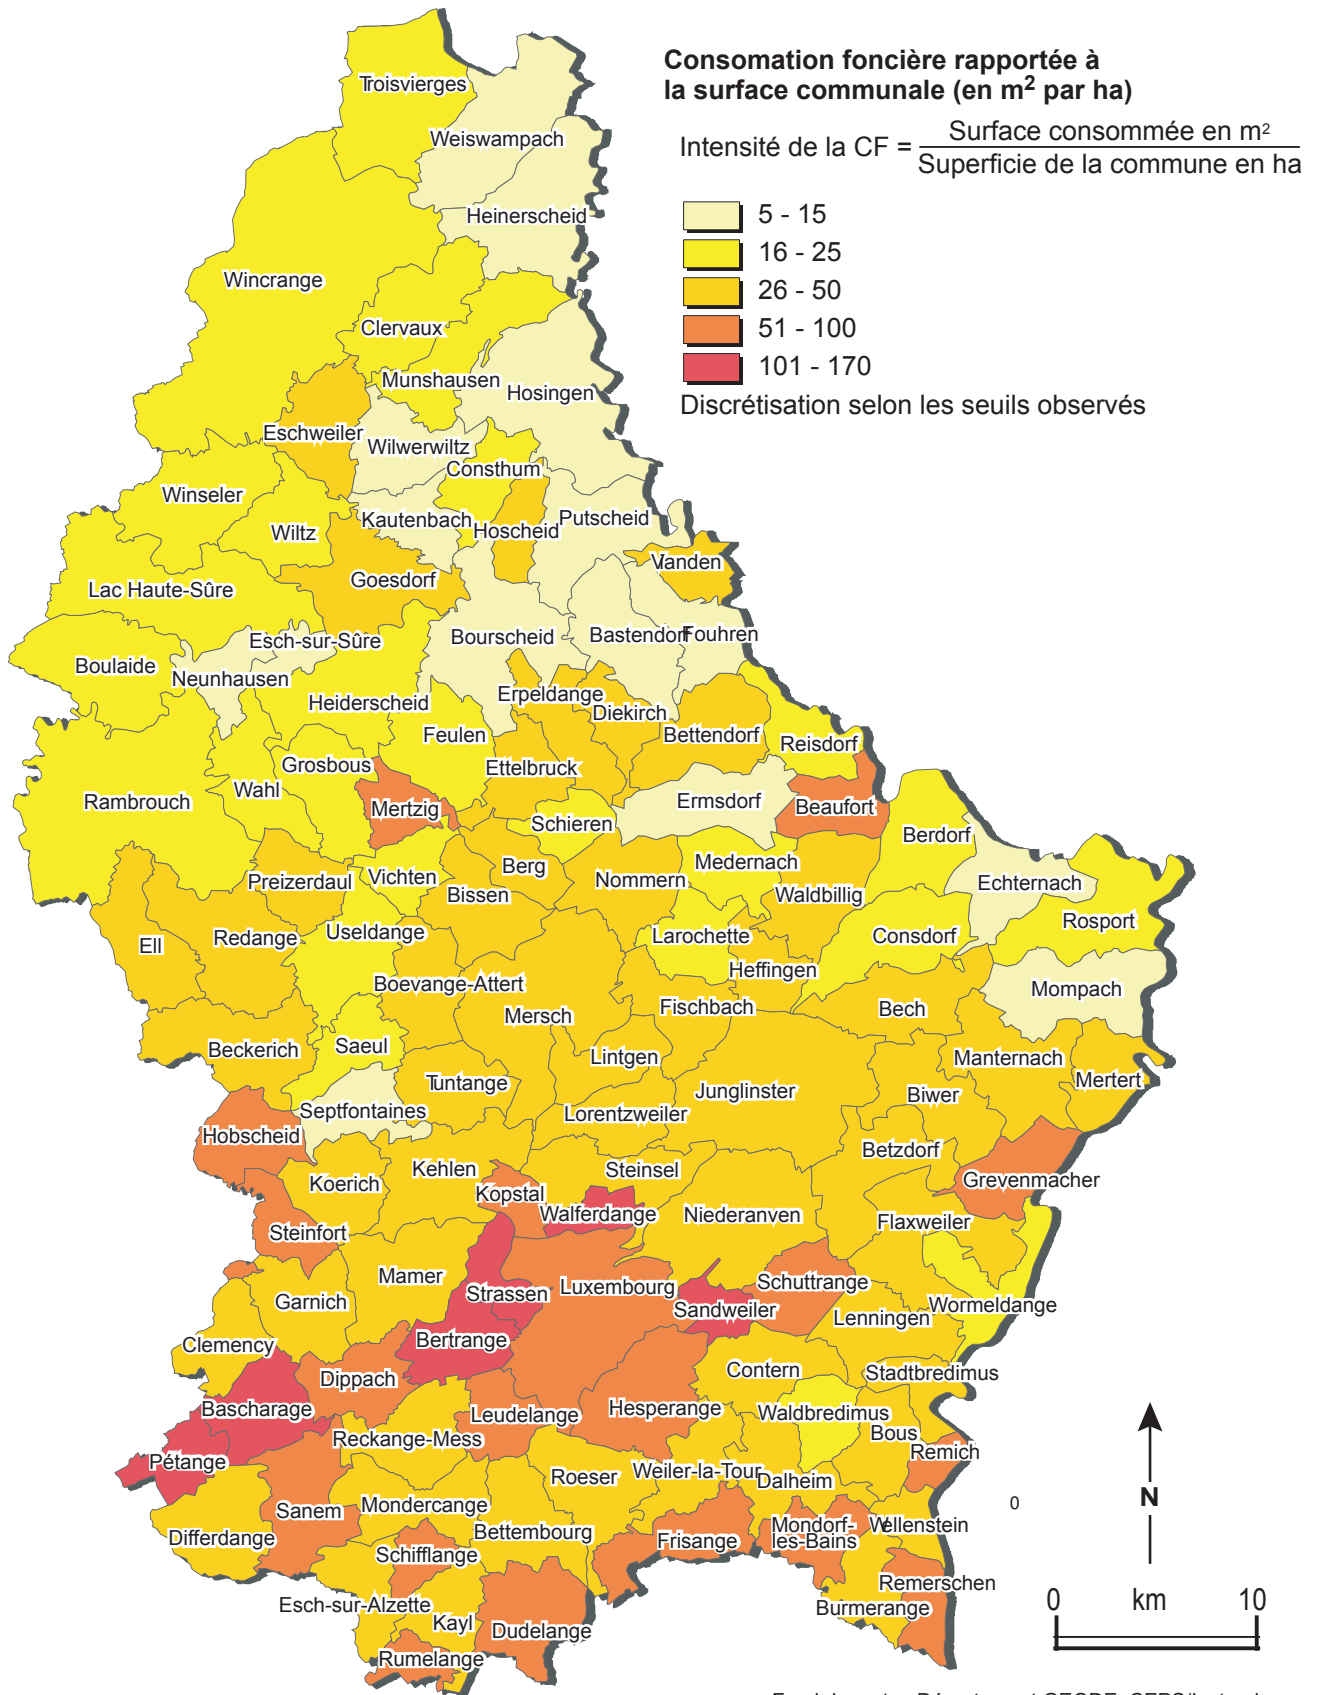 Consomation foncière rapportée à
la surface communale (en m² par ha)
Intensité de la CF = Surface consommée en m² / Superficie de la commune en ha
5 - 15
16 - 25
26 - 50
51 - 100
101 - 170
Discrétisation selon les seuils observés
Troisvierges
Weiswampach
Heinerscheid
Wincrange
Clervaux
Munshausen
Hosingen
Eschweiler
Wilwerwiltz
Consthum
Winseler
Wiltz
Kautenbach
Hoscheid
Putscheid
Vianden
Goesdorf
Lac Haute-Sûre
Esch-sur-Sûre
Bourscheid
Bastendorf
Fouhren
Boulaide
Neunhausen
Heiderscheid
Erpeldange
Diekirch
Feulen
Bettendorf
Reisdorf
Grosbous
Ettelbruck
Wahl
Rambrouch
Mertzig
Ermsdorf
Beaufort
Schieren
Berdorf
Medernach
Berg
Vichten
Preizerdaul
Bissen
Nommern
Waldbillig
Echternach
Rosport
Useldange
Redange
Ell
Larochette
Consdorf
Heffingen
Boevange-Attert
Mompach
Fischbach
Bech
Mersch
Saeul
Beckerich
Lintgen
Manternach
Mertert
Tuntange
Junglinster
Biwer
Septfontaines
Lorentzweiler
Hobscheid
Betzdorf
Kehlen
Steinsel
Koerich
Grevenmacher
Kopstal
Walferdange
Niederanven
Flaxweiler
Steinfort
Mamer
Strassen
Luxembourg
Schuttrange
Garnich
Sandweiler
Wormeldange
Lenningen
Clemency
Bertrange
Contern
Stadtbredimus
Dippach
Bascharage
Leudelange
Hesperange
Waldbredimus
Bous
Reckange-Mess
Remich
Pétange
Roeser
Weiler-la-Tour
Dalheim
Mondercange
Sanem
0
N
Differdange
Bettembourg
Mondorf-
les-Bains
Wellenstein
Frisange
Schifflange
Remerschen
Esch-sur-Alzette
Burmerange
Kayl
Dudelange
Rumelange
0 km 10